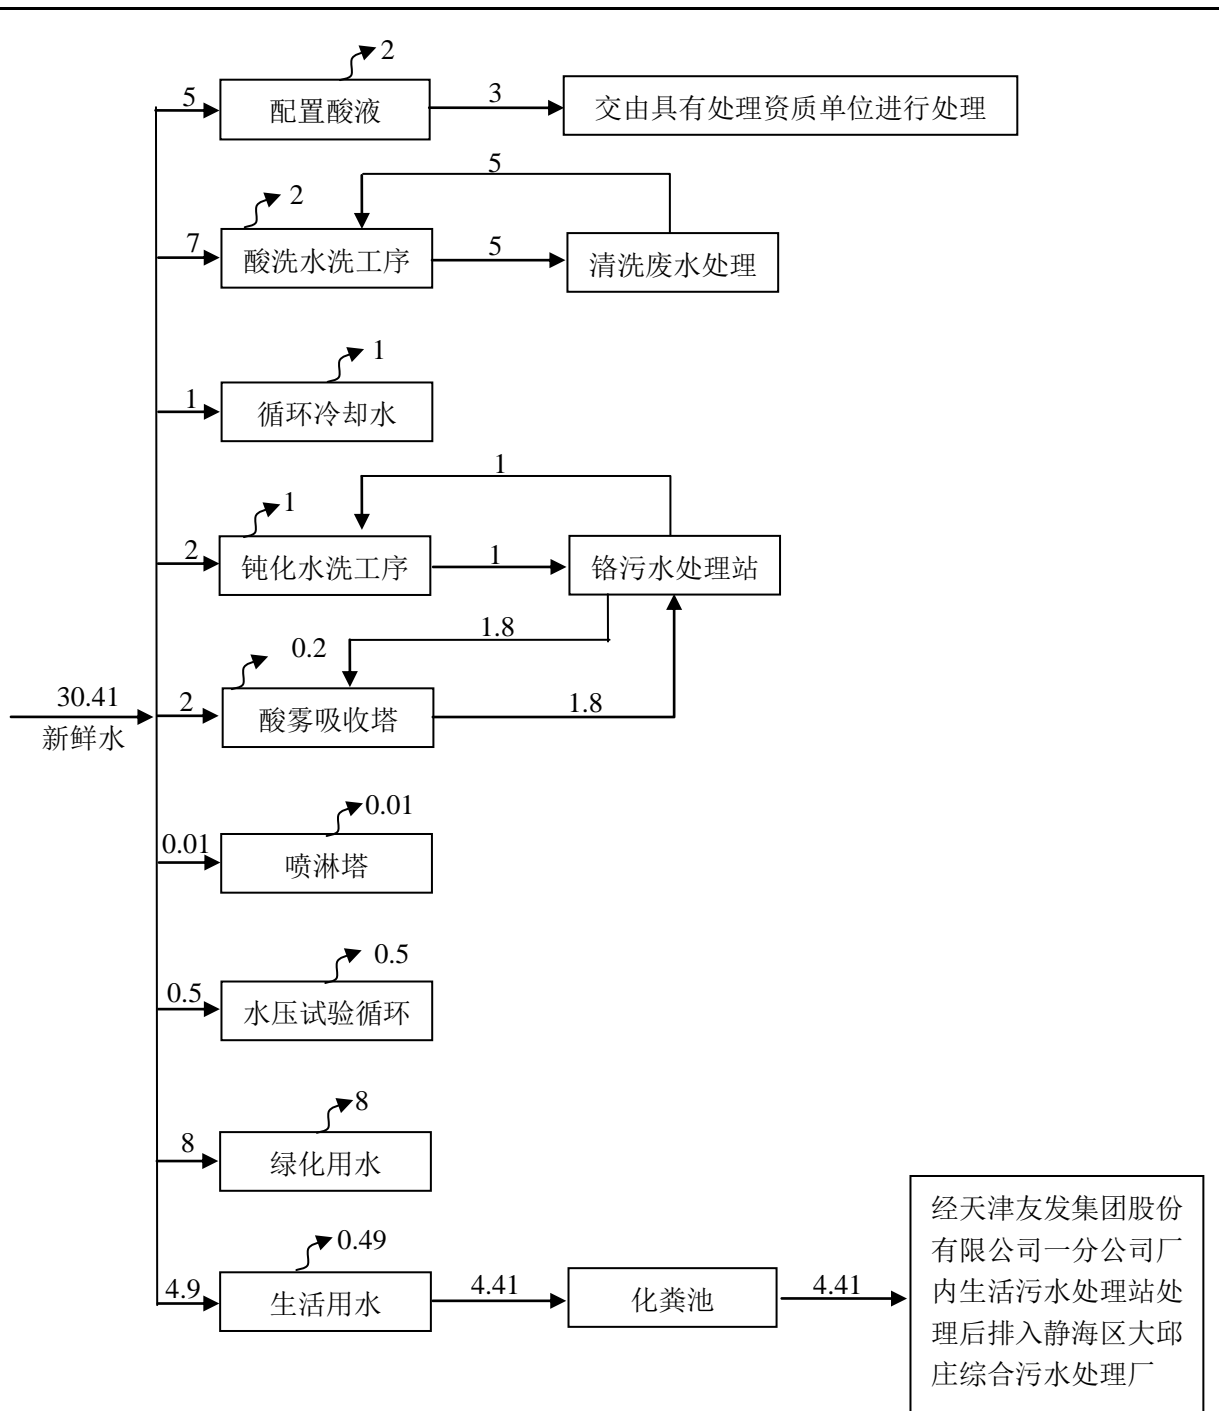 2
5
配置酸液
3
交由具有处理资质单位进行处理
5
2
7
酸洗水洗工序
5
清洗废水处理
1
1
循环冷却水
1
1
2
钝化水洗工序
1
铬污水处理站
1.8
0.2
30.41
新鲜水
2
酸雾吸收塔
1.8
0.01
0.01
喷淋塔
0.5
0.5
水压试验循环
8
8
绿化用水
0.49
4.9
生活用水
4.41
化粪池
4.41
经天津友发集团股份
有限公司一分公司厂
内生活污水处理站处
理后排入静海区大邱
庄综合污水处理厂